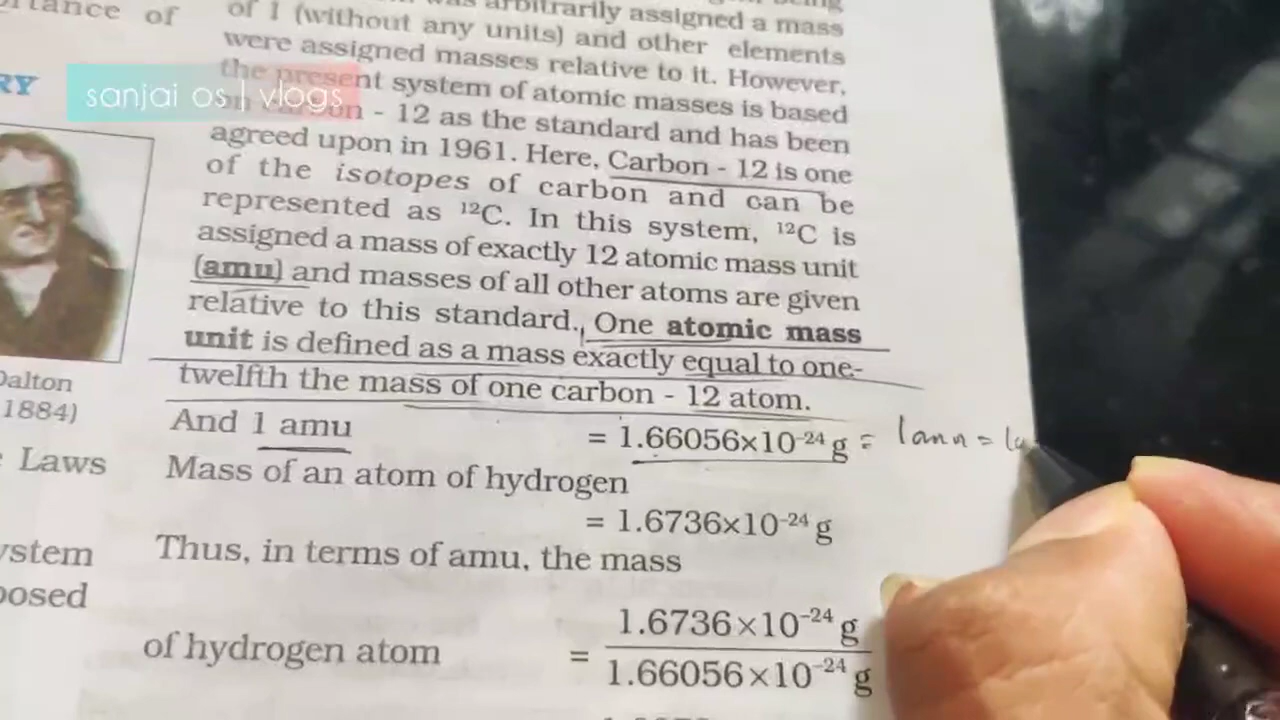 rtance of
was arbitrarily assigned a mass
of 1 (without any units) and other elements
were assigned masses relative to it. However,
RY
the present system of atomic masses is based
sanjai os | vlogs
on carbon - 12 as the standard and has been
agreed upon in 1961. Here, Carbon - 12 is one
of the isotopes of carbon and can be
represented as ¹²C. In this system, ¹²C is
assigned a mass of exactly 12 atomic mass unit
(amu) and masses of all other atoms are given
relative to this standard. One atomic mass
unit is defined as a mass exactly equal to one-
twelfth the mass of one carbon - 12 atom.
Dalton
1884)
And 1 amu = 1.66056×10⁻²⁴ g =
Laws
Mass of an atom of hydrogen
= 1.6736×10⁻²⁴ g
ystem
Thus, in terms of amu, the mass
posed
of hydrogen atom = 1.6736×10⁻²⁴ g
1.66056×10⁻²⁴ g